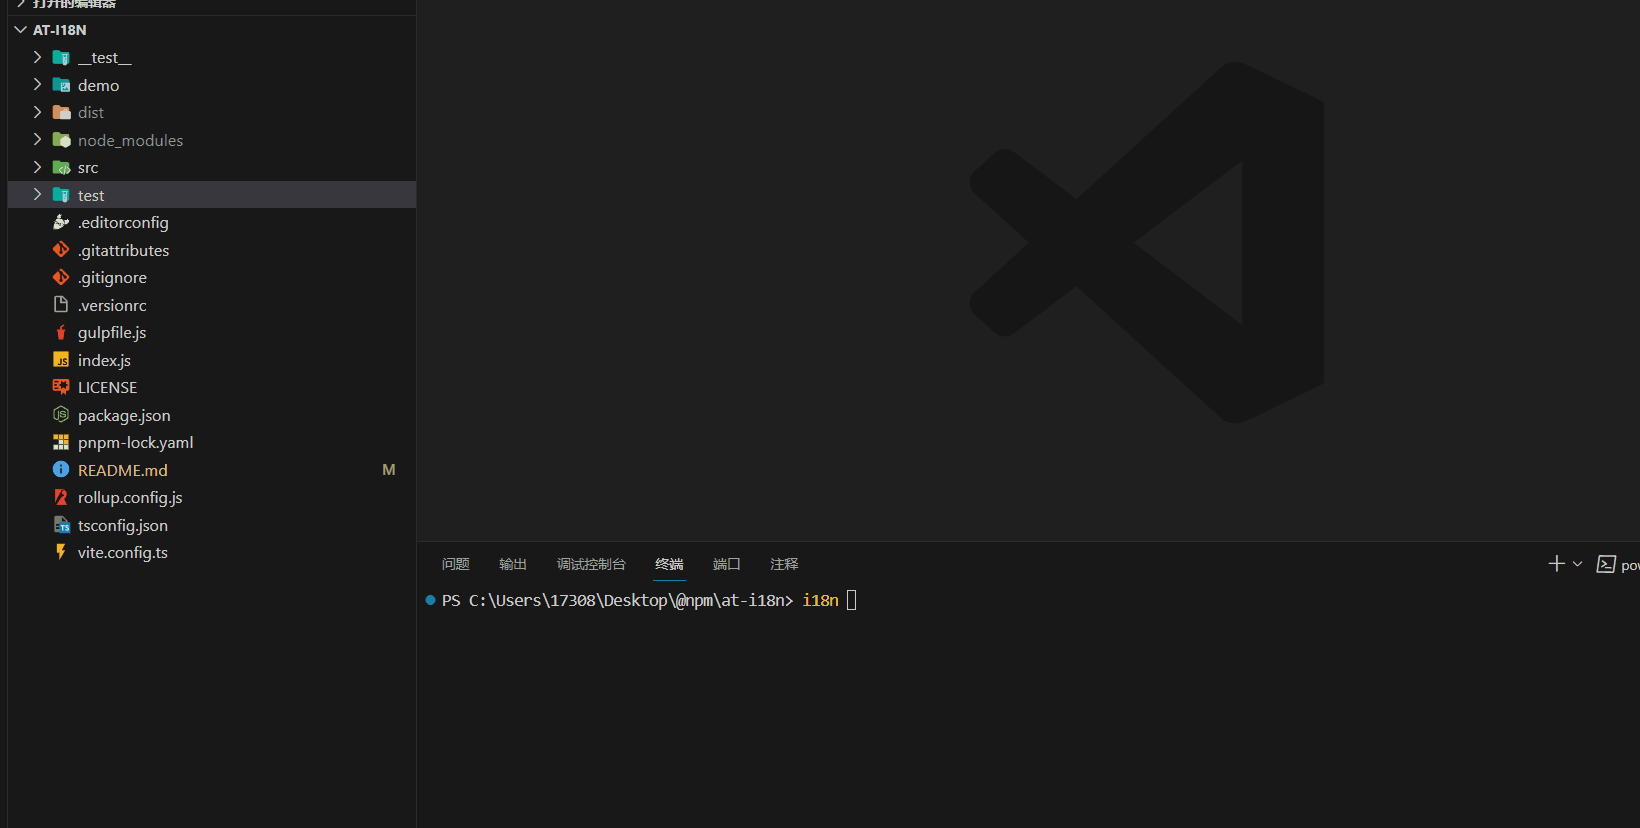 打开的编辑器
AT-I18N
__test__
demo
dist
node_modules
src
test
.editorconfig
.gitattributes
.gitignore
.versionrc
gulpfile.js
index.js
LICENSE
package.json
pnpm-lock.yaml
README.md M
rollup.config.js
tsconfig.json
vite.config.ts
问题 输出 调试控制台 终端 端口 注释
pow
PS C:\Users\17308\Desktop\@npm\at-i18n> i18n